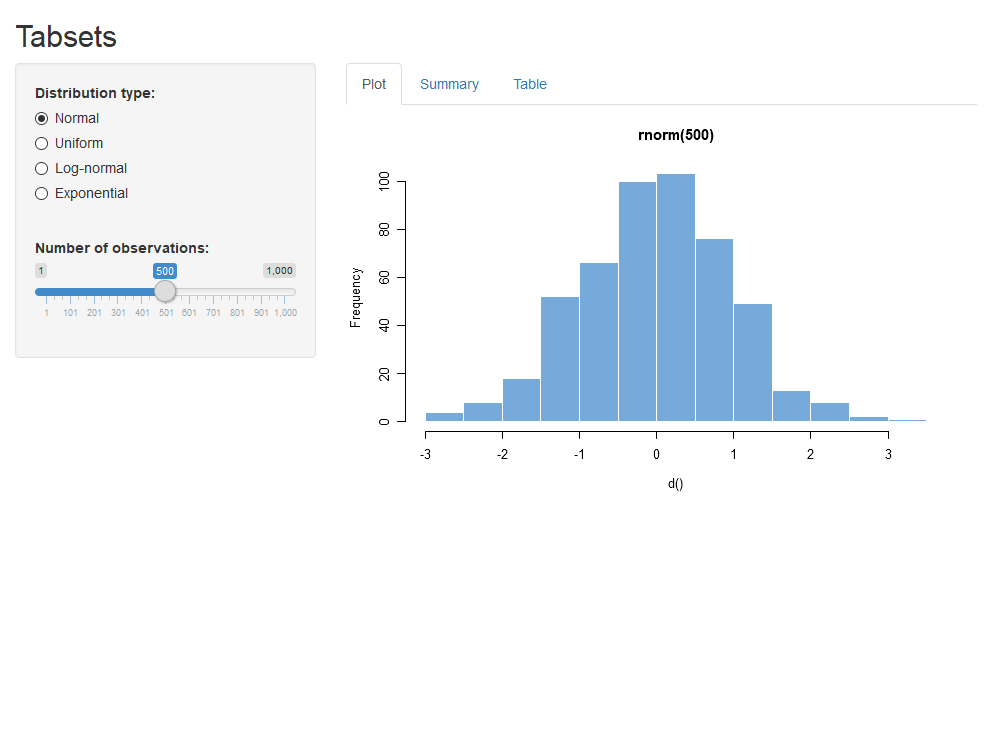 Tabsets
Distribution type:
Normal
Uniform
Log-normal
Exponential
Number of observations:
1 500 1,000
1 101 201 301 401 501 601 701 801 901 1,000
Plot Summary Table
rnorm(500)
Frequency
100
80
60
40
20
0
-3 -2 -1 0 1 2 3
d()